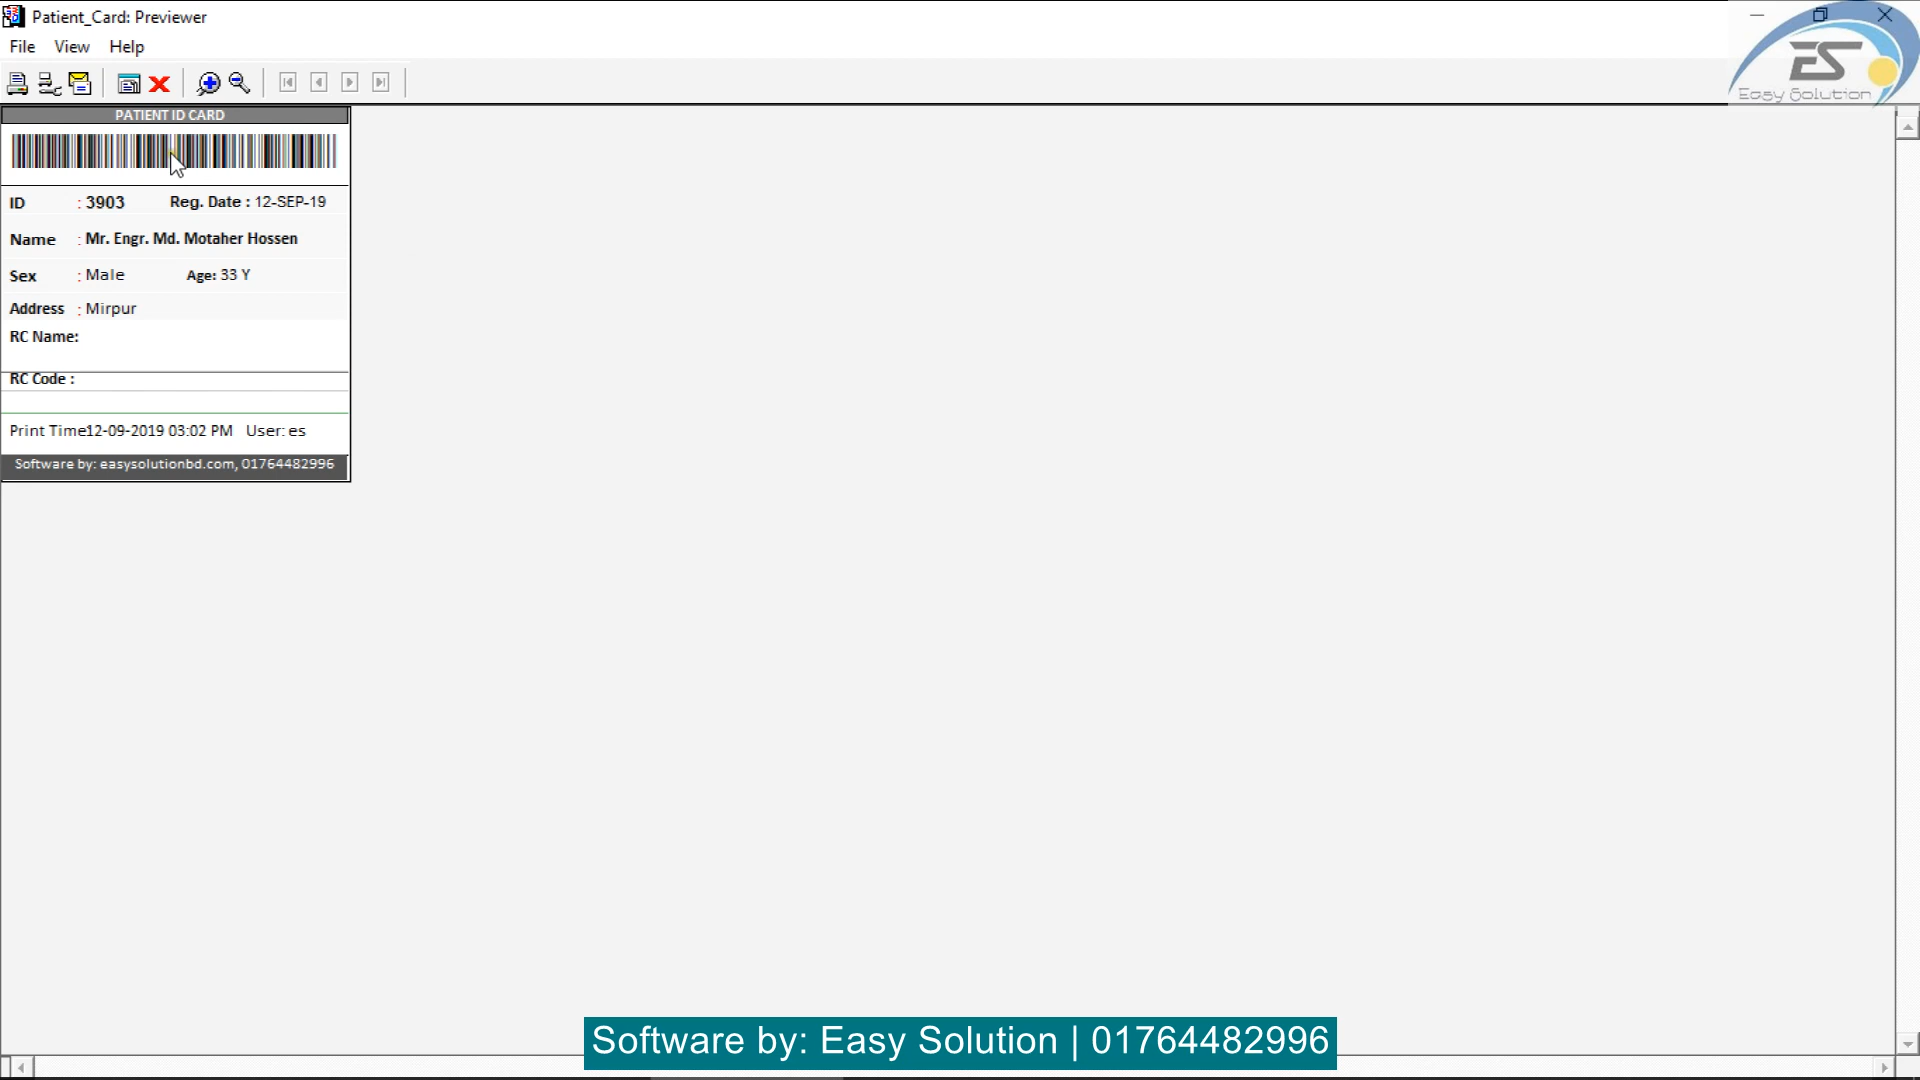 Patient_Card: Previewer
File View Help
ES
Easy Solution
PATIENT ID CARD
ID : 3903 Reg. Date : 12-SEP-19
Name : Mr. Engr. Md. Motaher Hossen
Sex : Male Age: 33 Y
Address : Mirpur
RC Name:
RC Code :
Print Time12-09-2019 03:02 PM User: es
Software by: easysolutionbd.com, 01764482996
Software by: Easy Solution | 01764482996